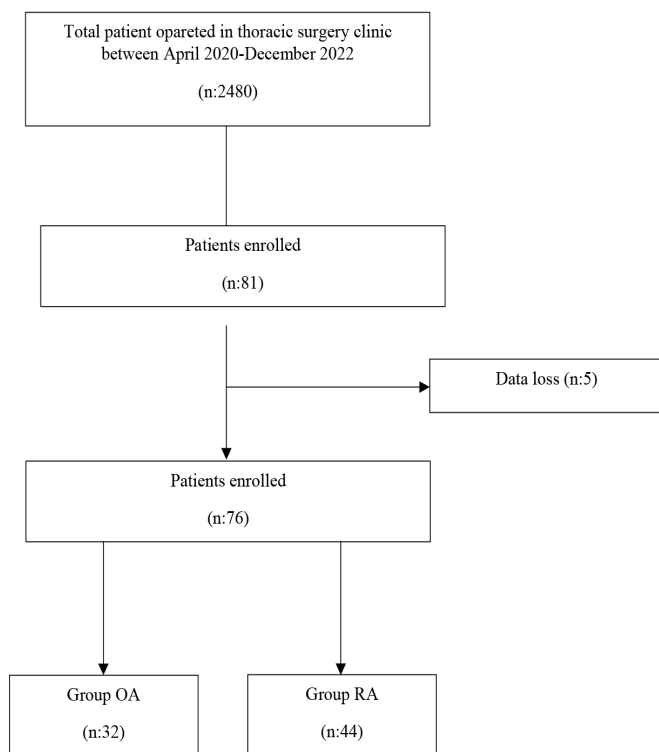 Total patient opareted in thoracic surgery clinic
between April 2020-December 2022
(n:2480)
Patients enrolled
(n:81)
Data loss (n:5)
Patients enrolled
(n:76)
Group OA
(n:32)
Group RA
(n:44)